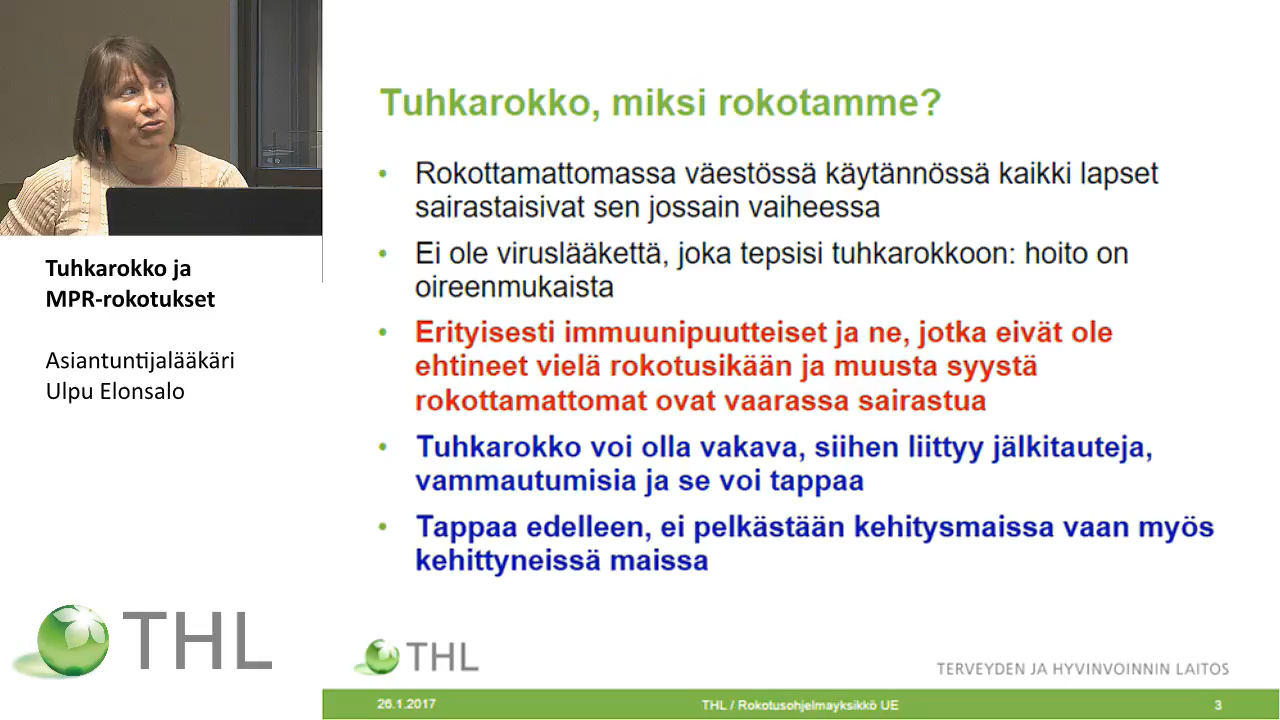 Tuhkarokko, miksi rokotamme?
• Rokottamattomassa väestössä käytännössä kaikki lapset
sairastaisivat sen jossain vaiheessa
• Ei ole viruslääkettä, joka tepsisi tuhkarokkoon: hoito on
oireenmukaista
• Erityisesti immuunipuutteiset ja ne, jotka eivät ole
ehtineet vielä rokotusikään ja muusta syystä
rokottamattomat ovat vaarassa sairastua
• Tuhkarokko voi olla vakava, siihen liittyy jälkitauteja,
vammautumisia ja se voi tappaa
• Tappaa edelleen, ei pelkästään kehitysmaissa vaan myös
kehittyneissä maissa
Tuhkarokko ja
MPR-rokotukset
Asiantuntijalääkäri
Ulpu Elonsalo
THL
THL
TERVEYDEN JA HYVINVOINNIN LAITOS
26.1.2017
THL / Rokotusohjelmayksikkö UE
3